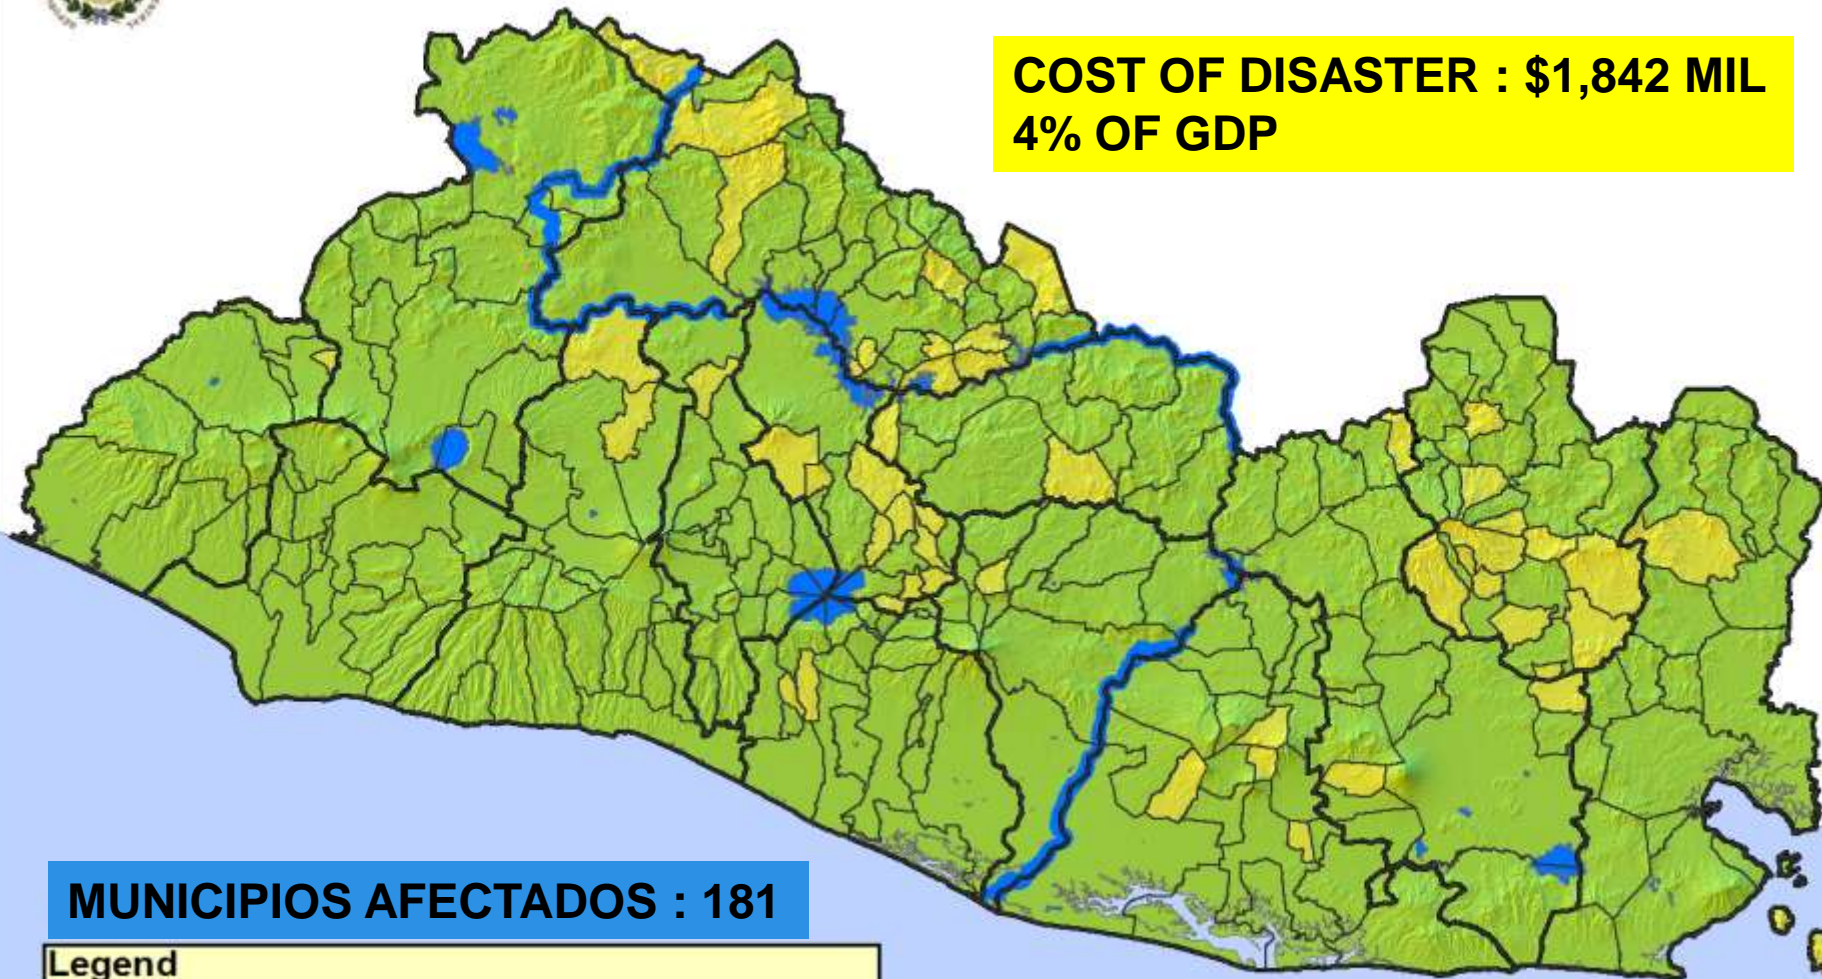 COST OF DISASTER : $1,842 MIL
4% OF GDP
MUNICIPIOS AFECTADOS : 181
Legend